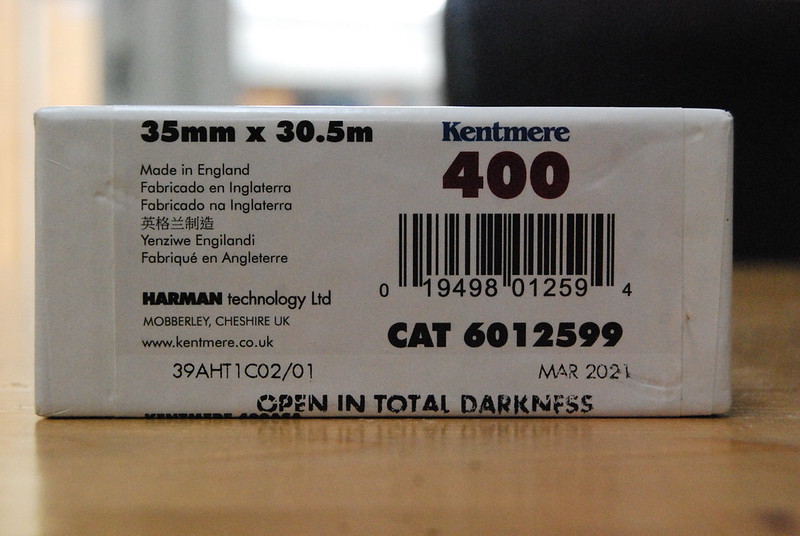 35mm x 30.5m
Made in England
Fabricado en Inglaterra
Fabricado na Inglaterra
英格兰制造
Yenziwe Engilandi
Fabriqué en Angleterre
HARMAN technology Ltd
MOBBERLEY, CHESHIRE UK
www.kentmere.co.uk
Kentmere
400
0 19498 01259 4
CAT 6012599
39AHT1C02/01 MAR 2021
OPEN IN TOTAL DARKNESS